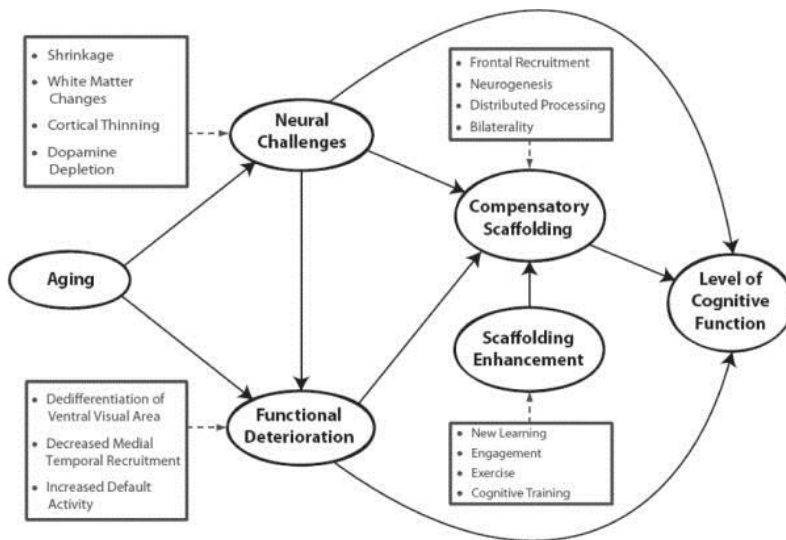 • Shrinkage
• White Matter
Changes
• Cortical Thinning
• Dopamine
Depletion
Neural
Challenges
• Frontal Recruitment
• Neurogenesis
• Distributed Processing
• Bilaterality
Compensatory
Scaffolding
Aging
Level of
Cognitive
Function
Scaffolding
Enhancement
• Dedifferentiation of
Ventral Visual Area
• Decreased Medial
Temporal Recruitment
• Increased Default
Activity
Functional
Deterioration
• New Learning
• Engagement
• Exercise
• Cognitive Training